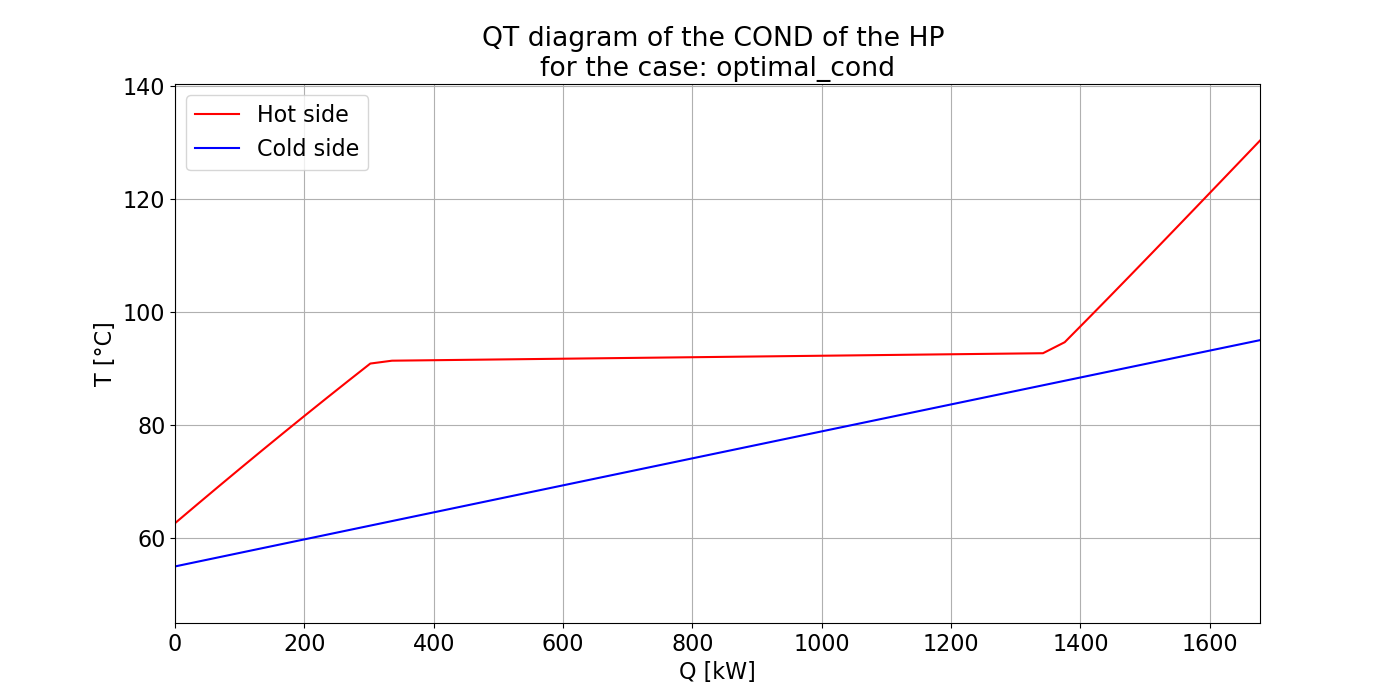 QT diagram of the COND of the HP
for the case: optimal_cond
140
120
100
80
60
T [°C]
Hot side
Cold side
0 200 400 600 800 1000 1200 1400 1600
Q [kW]